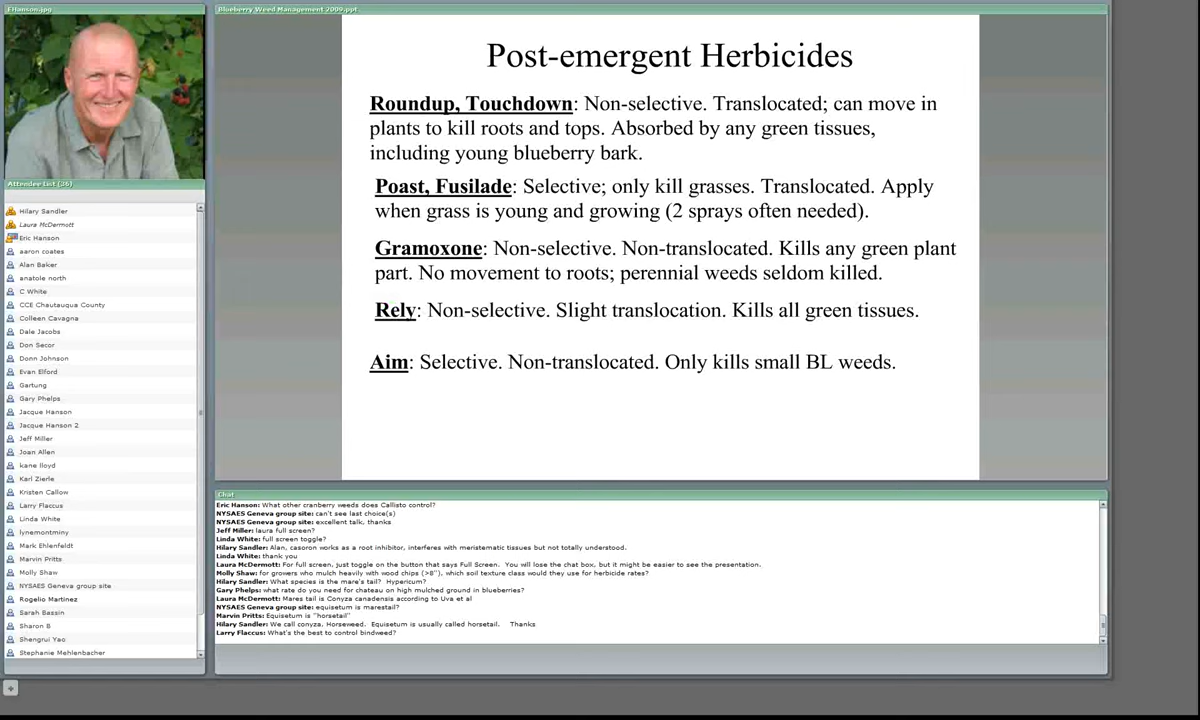 EHanson.jpg
Attendee List (36)
Hilary Sandler
Laura McDermott
Eric Hanson
aaron coates
Alan Baker
anatole north
C White
CCE Chautauqua County
Colleen Cavagna
Dale Jacobs
Don Secor
Donn Johnson
Evan Elford
Gartung
Gary Phelps
Jacque Hanson
Jacque Hanson 2
Jeff Miller
Joan Allen
kane lloyd
Karl Zierle
Kristen Callow
Larry Flaccus
Linda White
lynemontminy
Mark Ehlenfeldt
Marvin Pritts
Molly Shaw
NYSAES Geneva group site
Rogelio Martinez
Sarah Bassin
Sharon B
Shengrui Yao
Stephanie Mehlenbacher
Blueberry Weed Management 2009.ppt
Post-emergent Herbicides
Roundup, Touchdown: Non-selective. Translocated; can move in
plants to kill roots and tops. Absorbed by any green tissues,
including young blueberry bark.
Poast, Fusilade: Selective; only kill grasses. Translocated. Apply
when grass is young and growing (2 sprays often needed).
Gramoxone: Non-selective. Non-translocated. Kills any green plant
part. No movement to roots; perennial weeds seldom killed.
Rely: Non-selective. Slight translocation. Kills all green tissues.
Aim: Selective. Non-translocated. Only kills small BL weeds.
Chat
Eric Hanson: What other cranberry weeds does Callisto control?
NYSAES Geneva group site: can't see last choice(s)
NYSAES Geneva group site: excellent talk, thanks
Jeff Miller: laura full screen?
Linda White: full screen toggle?
Hilary Sandler: Alan, casoron works as a root inhibitor, interferes with meristematic tissues but not totally understood.
Linda White: thank you
Laura McDermott: For full screen, just toggle on the button that says Full Screen. You will lose the chat box, but it might be easier to see the presentation.
Molly Shaw: for growers who mulch heavily with wood chips (>8"), which soil texture class would they use for herbicide rates?
Hilary Sandler: What species is the mare's tail? Hypericum?
Gary Phelps: what rate do you need for chateau on high mulched ground in blueberries?
Laura McDermott: Mares tail is Conyza canadensis according to Uva et al
NYSAES Geneva group site: equisetum is marestail?
Marvin Pritts: Equisetum is "horsetail"
Hilary Sandler: We call conyza, Horseweed. Equisetum is usually called horsetail. Thanks
Larry Flaccus: What's the best to control bindweed?